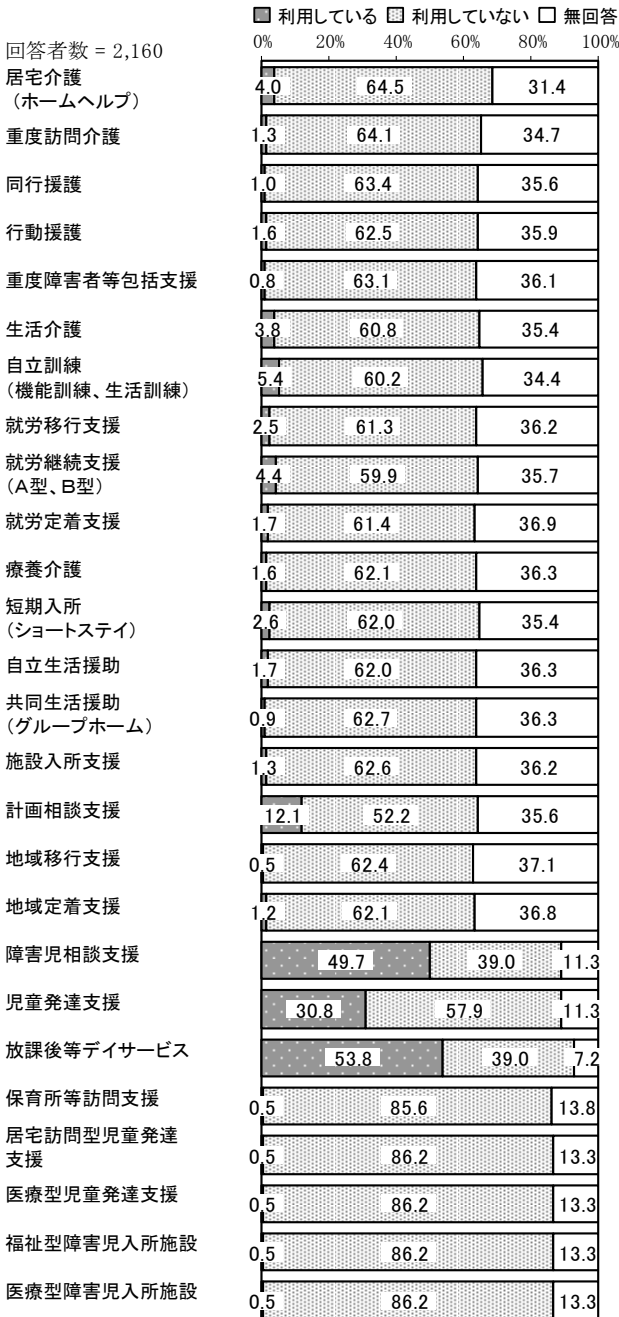 利用している 利用していない 無回答
回答者数 = 2,160
0% 20% 40% 60% 80% 100%
居宅介護
（ホームヘルプ）
4.0 64.5 31.4
重度訪問介護 1.3 64.1 34.7
同行援護 1.0 63.4 35.6
行動援護 1.6 62.5 35.9
重度障害者等包括支援 0.8 63.1 36.1
生活介護 3.8 60.8 35.4
自立訓練
（機能訓練、生活訓練）
5.4 60.2 34.4
就労移行支援 2.5 61.3 36.2
就労継続支援
（Ａ型、Ｂ型）
4.4 59.9 35.7
就労定着支援 1.7 61.4 36.9
療養介護 1.6 62.1 36.3
短期入所
（ショートステイ）
2.6 62.0 35.4
自立生活援助 1.7 62.0 36.3
共同生活援助
（グループホーム）
0.9 62.7 36.3
施設入所支援 1.3 62.6 36.2
計画相談支援 12.1 52.2 35.6
地域移行支援 0.5 62.4 37.1
地域定着支援 1.2 62.1 36.8
障害児相談支援 49.7 39.0 11.3
児童発達支援 30.8 57.9 11.3
放課後等デイサービス 53.8 39.0 7.2
保育所等訪問支援 0.5 85.6 13.8
居宅訪問型児童発達
支援
0.5 86.2 13.3
医療型児童発達支援 0.5 86.2 13.3
福祉型障害児入所施設 0.5 86.2 13.3
医療型障害児入所施設 0.5 86.2 13.3